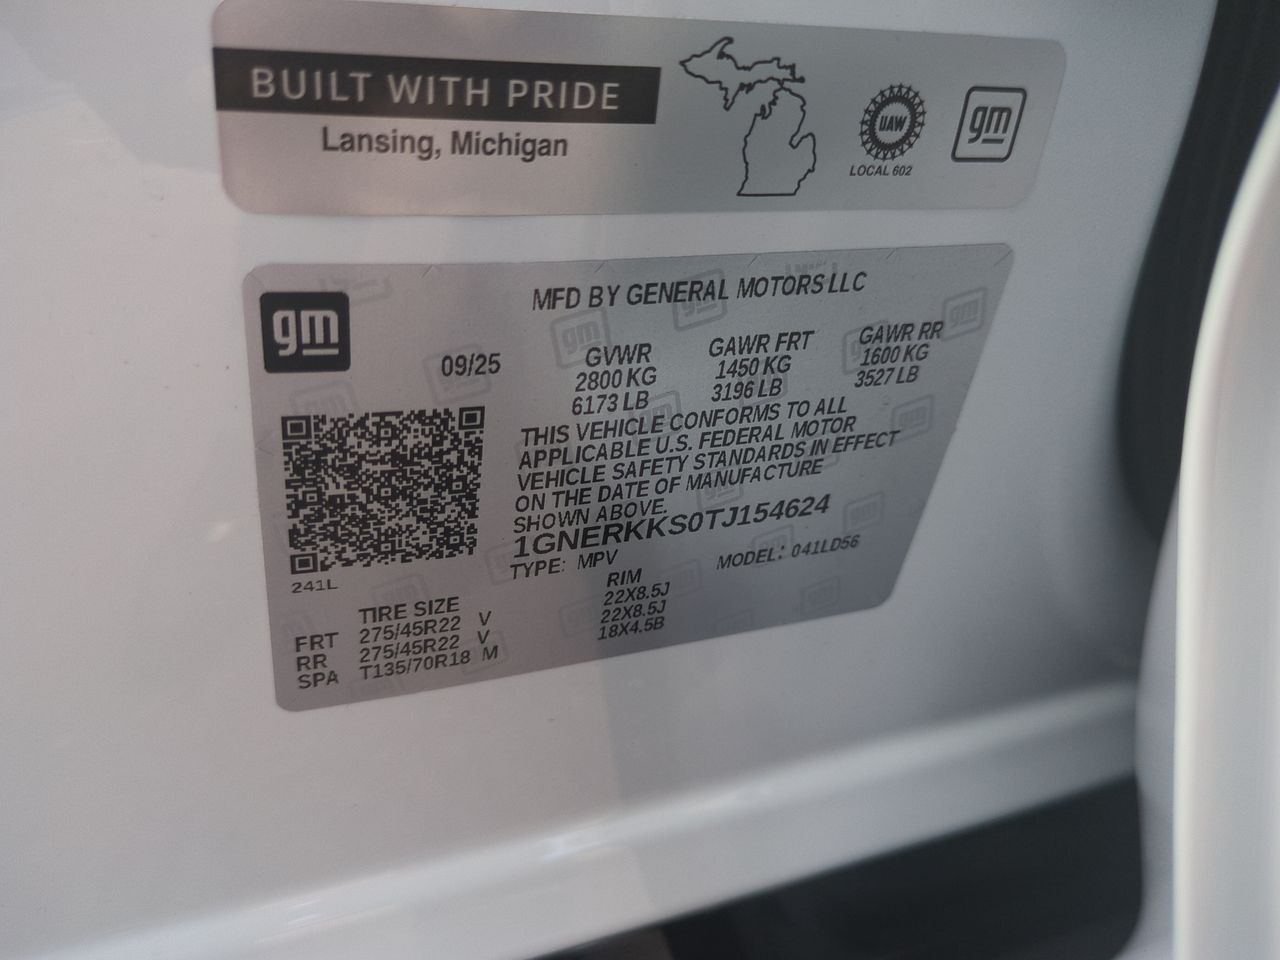 BUILT WITH PRIDE
Lansing, Michigan
UAW
LOCAL 602
gm
gm
MFD BY GENERAL MOTORS LLC
09/25
GVWR GAWR FRT GAWR RR
2800 KG 1450 KG 1600 KG
6173 LB 3196 LB 3527 LB
THIS VEHICLE CONFORMS TO ALL
APPLICABLE U.S. FEDERAL MOTOR
VEHICLE SAFETY STANDARDS IN EFFECT
ON THE DATE OF MANUFACTURE
SHOWN ABOVE.
1GNERKKS0TJ154624
TYPE: MPV MODEL: 041LD56
241L
TIRE SIZE RIM
FRT 275/45R22 V 22X8.5J
RR 275/45R22 V 22X8.5J
SPA T135/70R18 M 18X4.5B